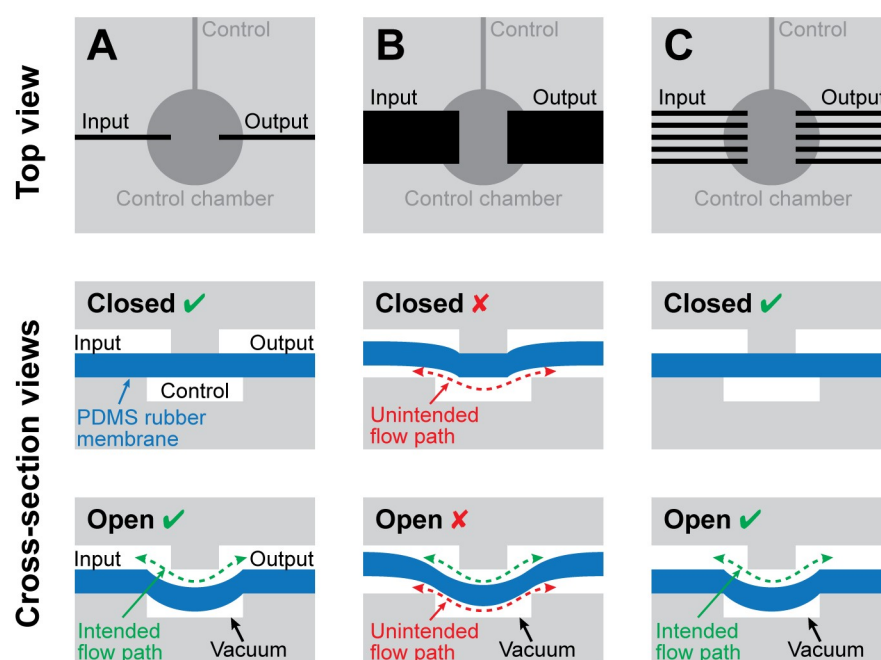 Top view
A
Control
Input
Output
Control chamber
B
Control
Input
Output
Control chamber
C
Control
Input
Output
Control chamber
Cross-section views
Closed ✔
Input
Output
Control
PDMS rubber
membrane
Closed ✘
Unintended
flow path
Closed ✔
Open ✔
Input
Output
Intended
flow path
Vacuum
Open ✘
Unintended
flow path
Vacuum
Open ✔
Intended
flow path
Vacuum